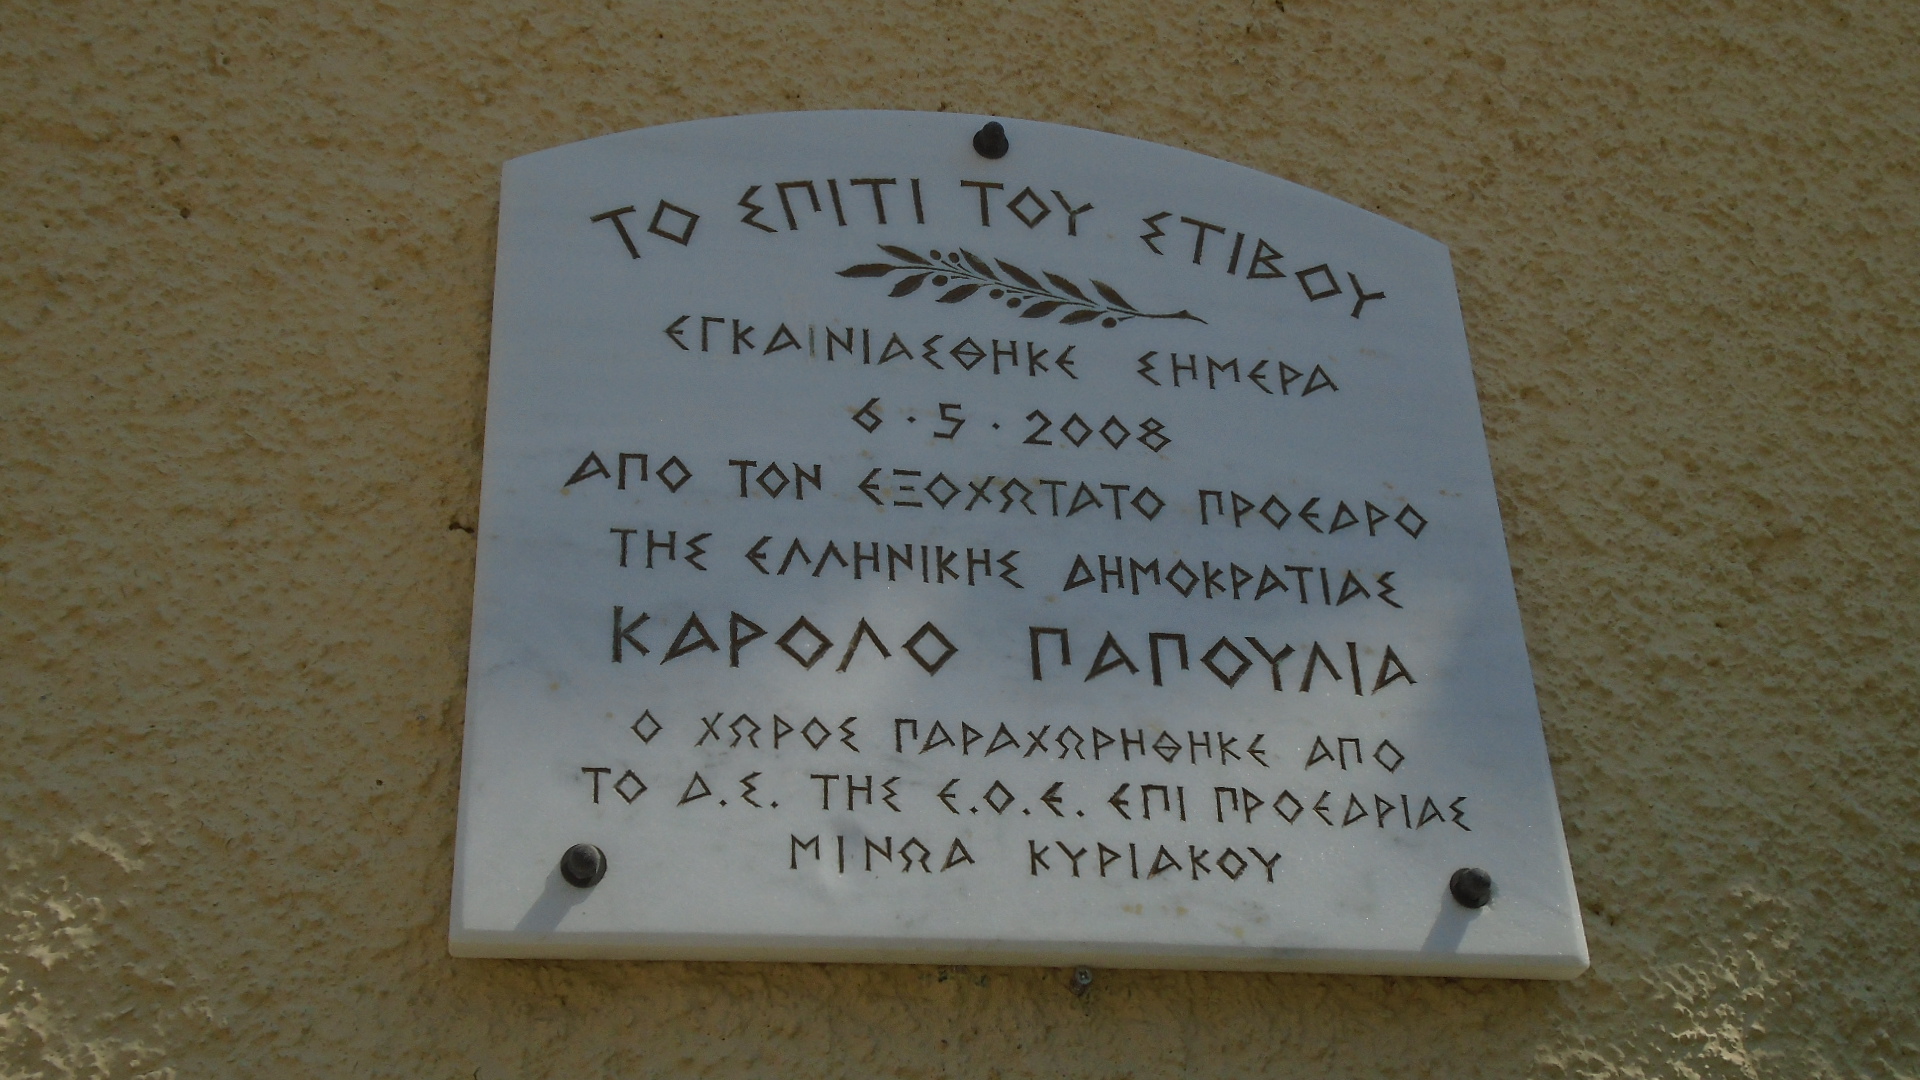 ΤΟ ΣΠΙΤΙ ΤΟΥ ΣΤΙΒΟΥ
ΕΓΚΑΙΝΙΑΣΘΗΚΕ ΣΗΜΕΡΑ
6·5·2008
ΑΠΟ ΤΟΝ ΕΞΟΧΩΤΑΤΟ ΠΡΟΕΔΡΟ
ΤΗΣ ΕΛΛΗΝΙΚΗΣ ΔΗΜΟΚΡΑΤΙΑΣ
ΚΑΡΟΛΟ ΠΑΠΟΥΛΙΑ
Ο ΧΩΡΟΣ ΠΑΡΑΧΩΡΗΘΗΚΕ ΑΠΟ
ΤΟ Δ.Σ. ΤΗΣ Ε.Ο.Ε. ΕΠΙ ΠΡΟΕΔΡΙΑΣ
ΜΙΝΩΑ ΚΥΡΙΑΚΟΥ